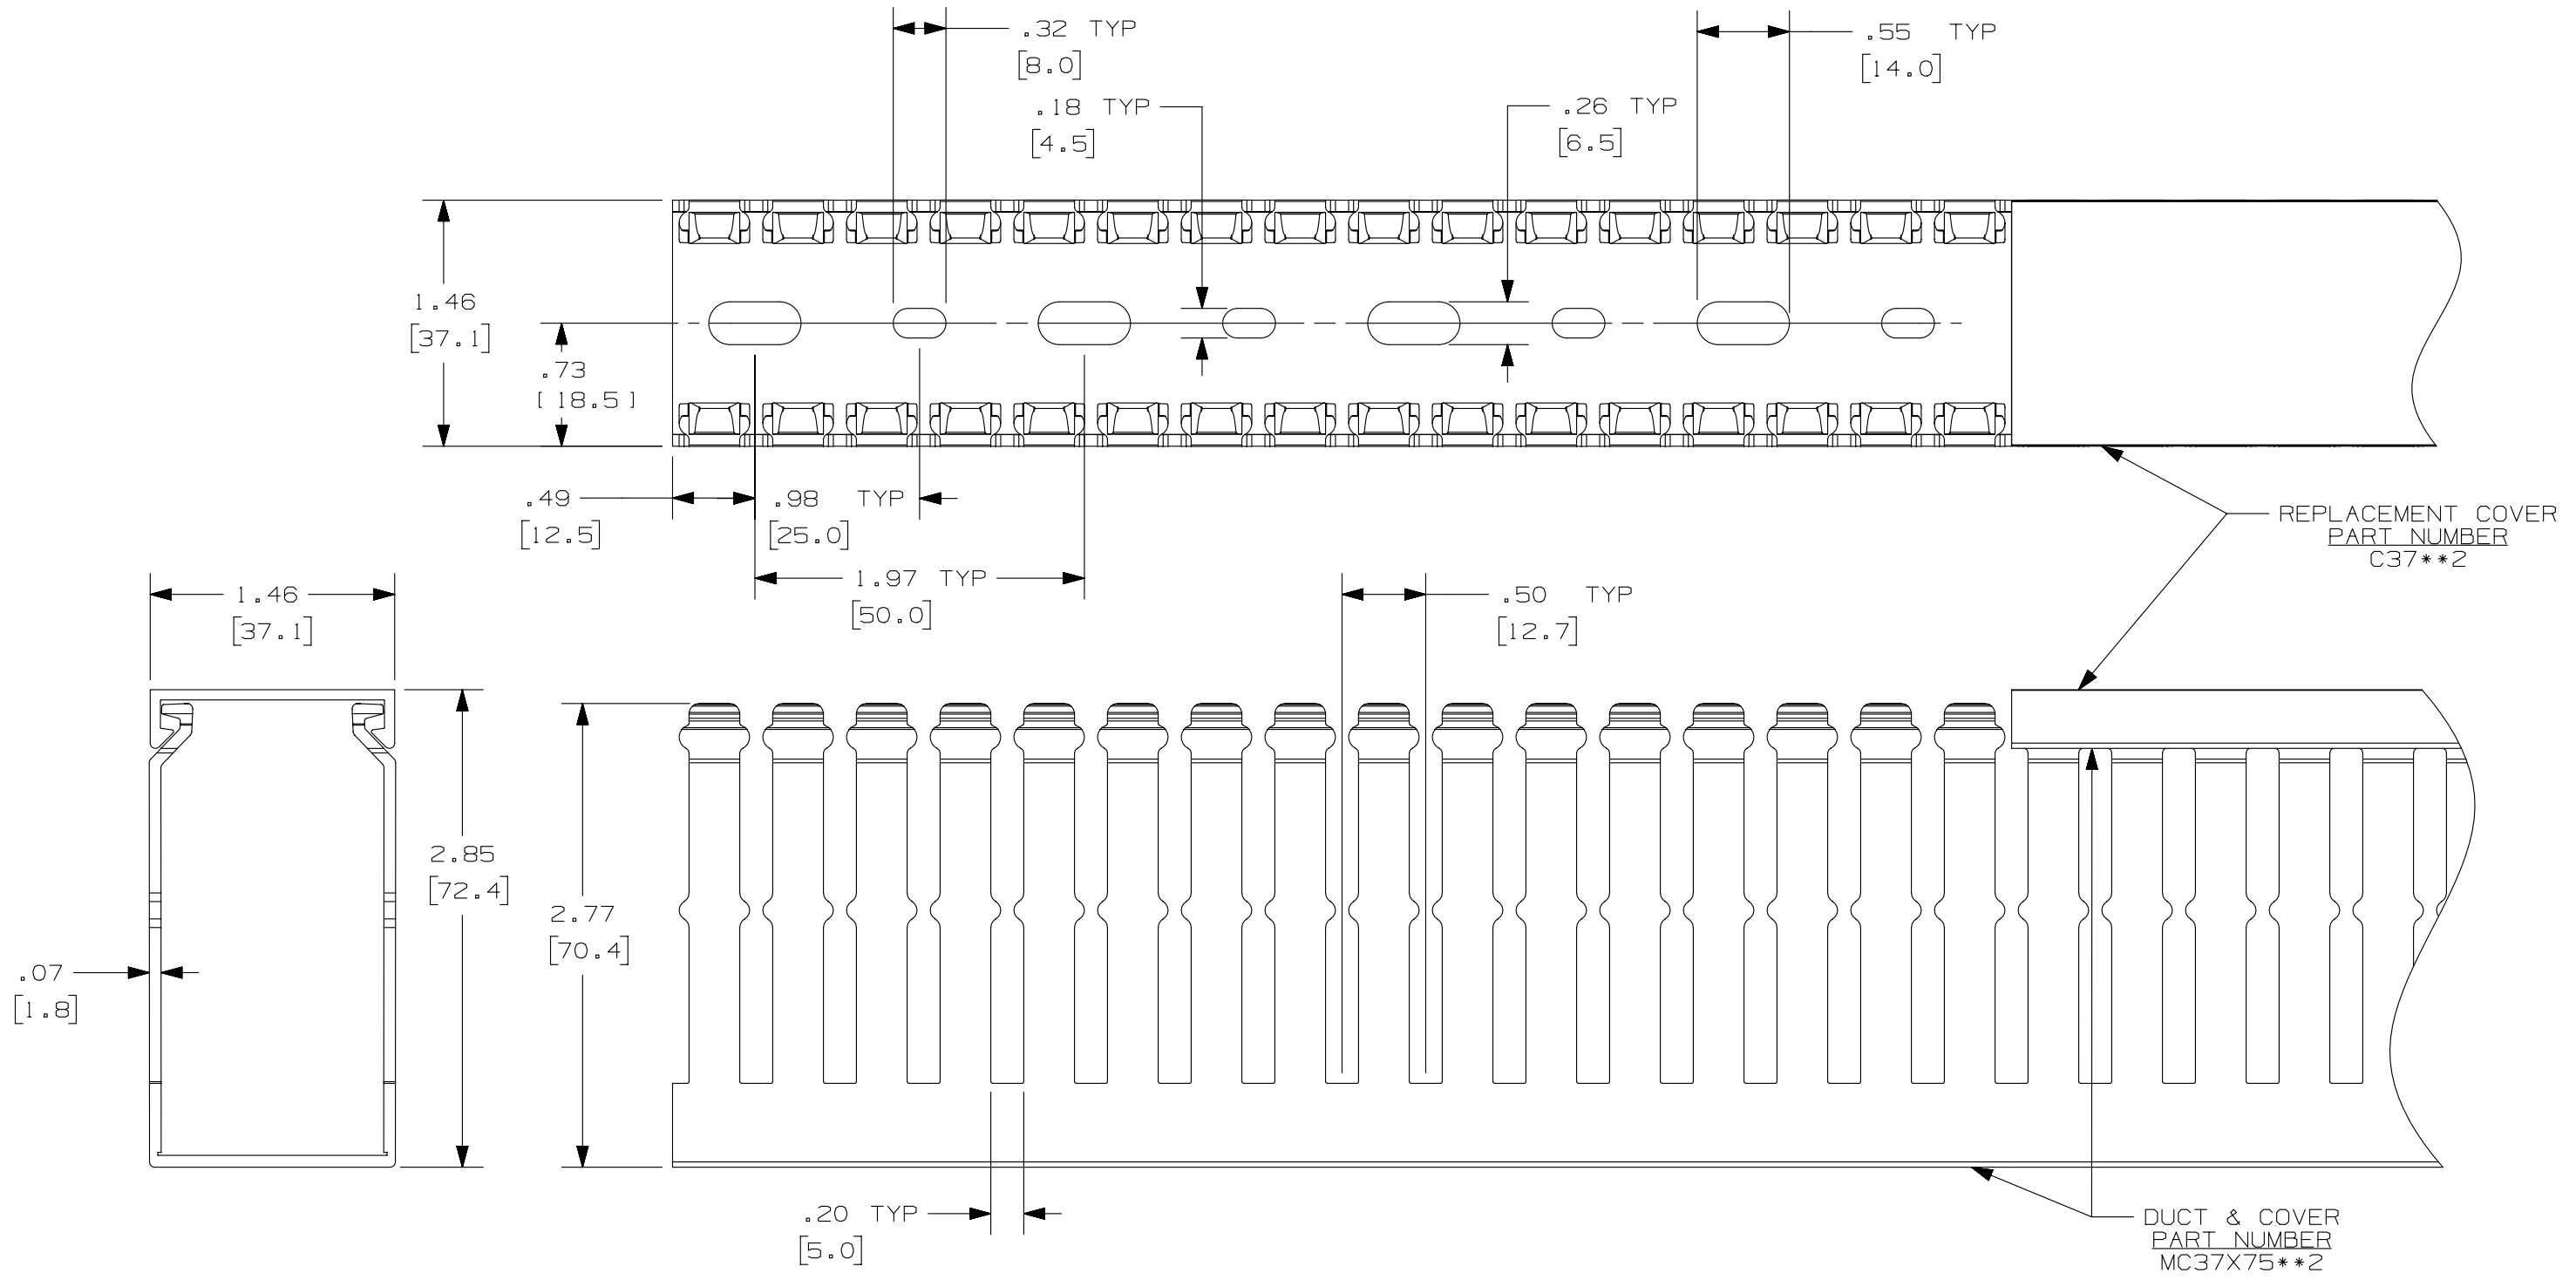 .32 TYP
[8.0]
.55 TYP
[14.0]
.18 TYP
[4.5]
.26 TYP
[6.5]
1.46
[37.1]
.73
[18.5]
.49
[12.5]
.98 TYP
[25.0]
1.97 TYP
[50.0]
REPLACEMENT COVER
PART NUMBER
C37**2
1.46
[37.1]
.50 TYP
[12.7]
2.85
[72.4]
2.77
[70.4]
.07
[1.8]
.20 TYP
[5.0]
DUCT & COVER
PART NUMBER
MC37X75**2